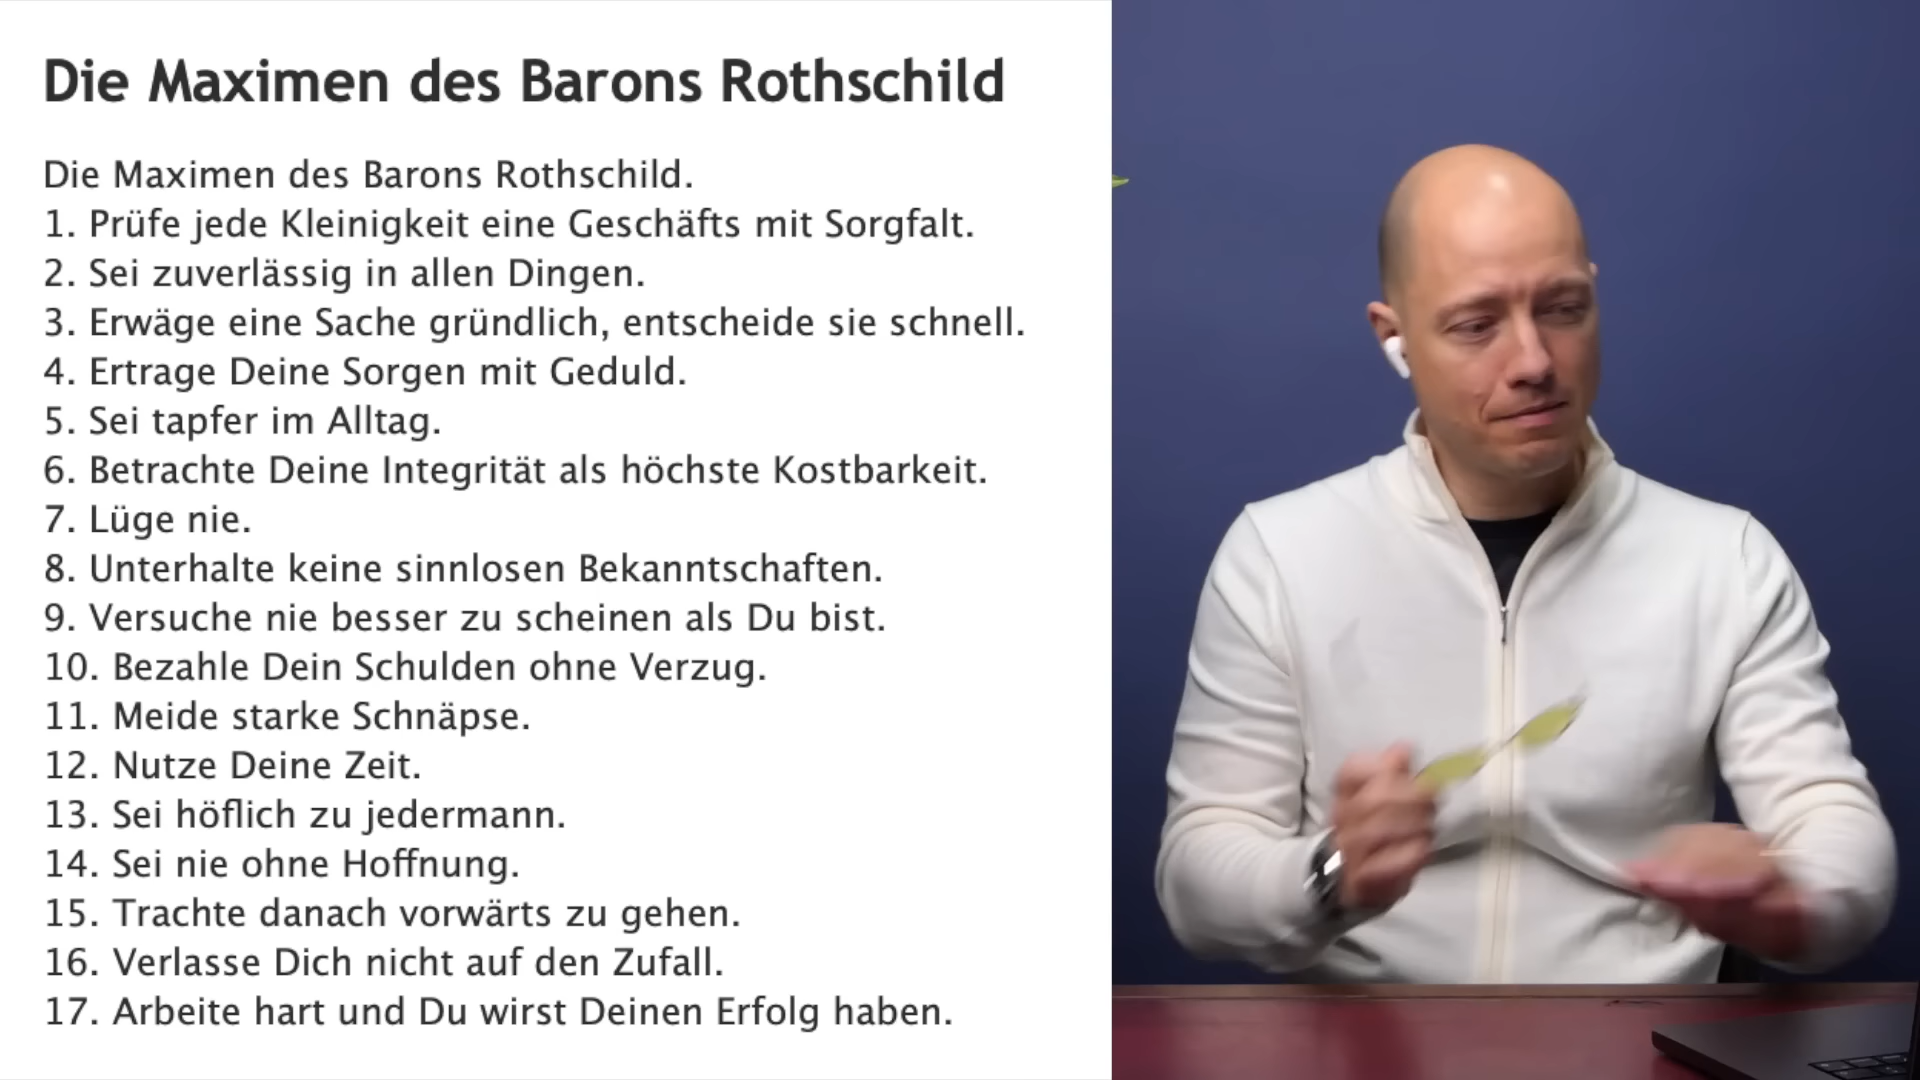 Die Maximen des Barons Rothschild
Die Maximen des Barons Rothschild.
1. Prüfe jede Kleinigkeit eine Geschäfts mit Sorgfalt.
2. Sei zuverlässig in allen Dingen.
3. Erwäge eine Sache gründlich, entscheide sie schnell.
4. Ertrage Deine Sorgen mit Geduld.
5. Sei tapfer im Alltag.
6. Betrachte Deine Integrität als höchste Kostbarkeit.
7. Lüge nie.
8. Unterhalte keine sinnlosen Bekanntschaften.
9. Versuche nie besser zu scheinen als Du bist.
10. Bezahle Dein Schulden ohne Verzug.
11. Meide starke Schnäpse.
12. Nutze Deine Zeit.
13. Sei höflich zu jedermann.
14. Sei nie ohne Hoffnung.
15. Trachte danach vorwärts zu gehen.
16. Verlasse Dich nicht auf den Zufall.
17. Arbeite hart und Du wirst Deinen Erfolg haben.